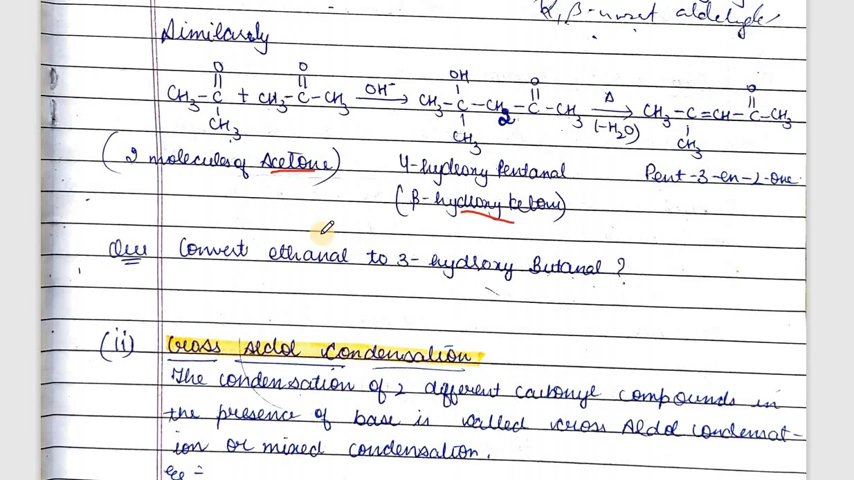 α, β-unsat aldehyde
Similarly
CH3-C(=O)(-CH3) + CH3-C(=O)-CH3 —OH⁻→ CH3-C(OH)(-CH3)-CH2-C(=O)-CH3 —Δ (-H2O)→ CH3-C(-CH3)=CH-C(=O)-CH3
(2 molecules of Acetone) 4-hydroxy Pentanal Pent-3-en-2-one
(β-hydroxy ketone)
Que Convert ethanal to 3-hydroxy Butanal ?
(ii) Cross Aldol Condensation
The condensation of 2 different carbonyl compounds in
the presence of base is called cross Aldol condensat-
ion or mixed condensation.
eg =